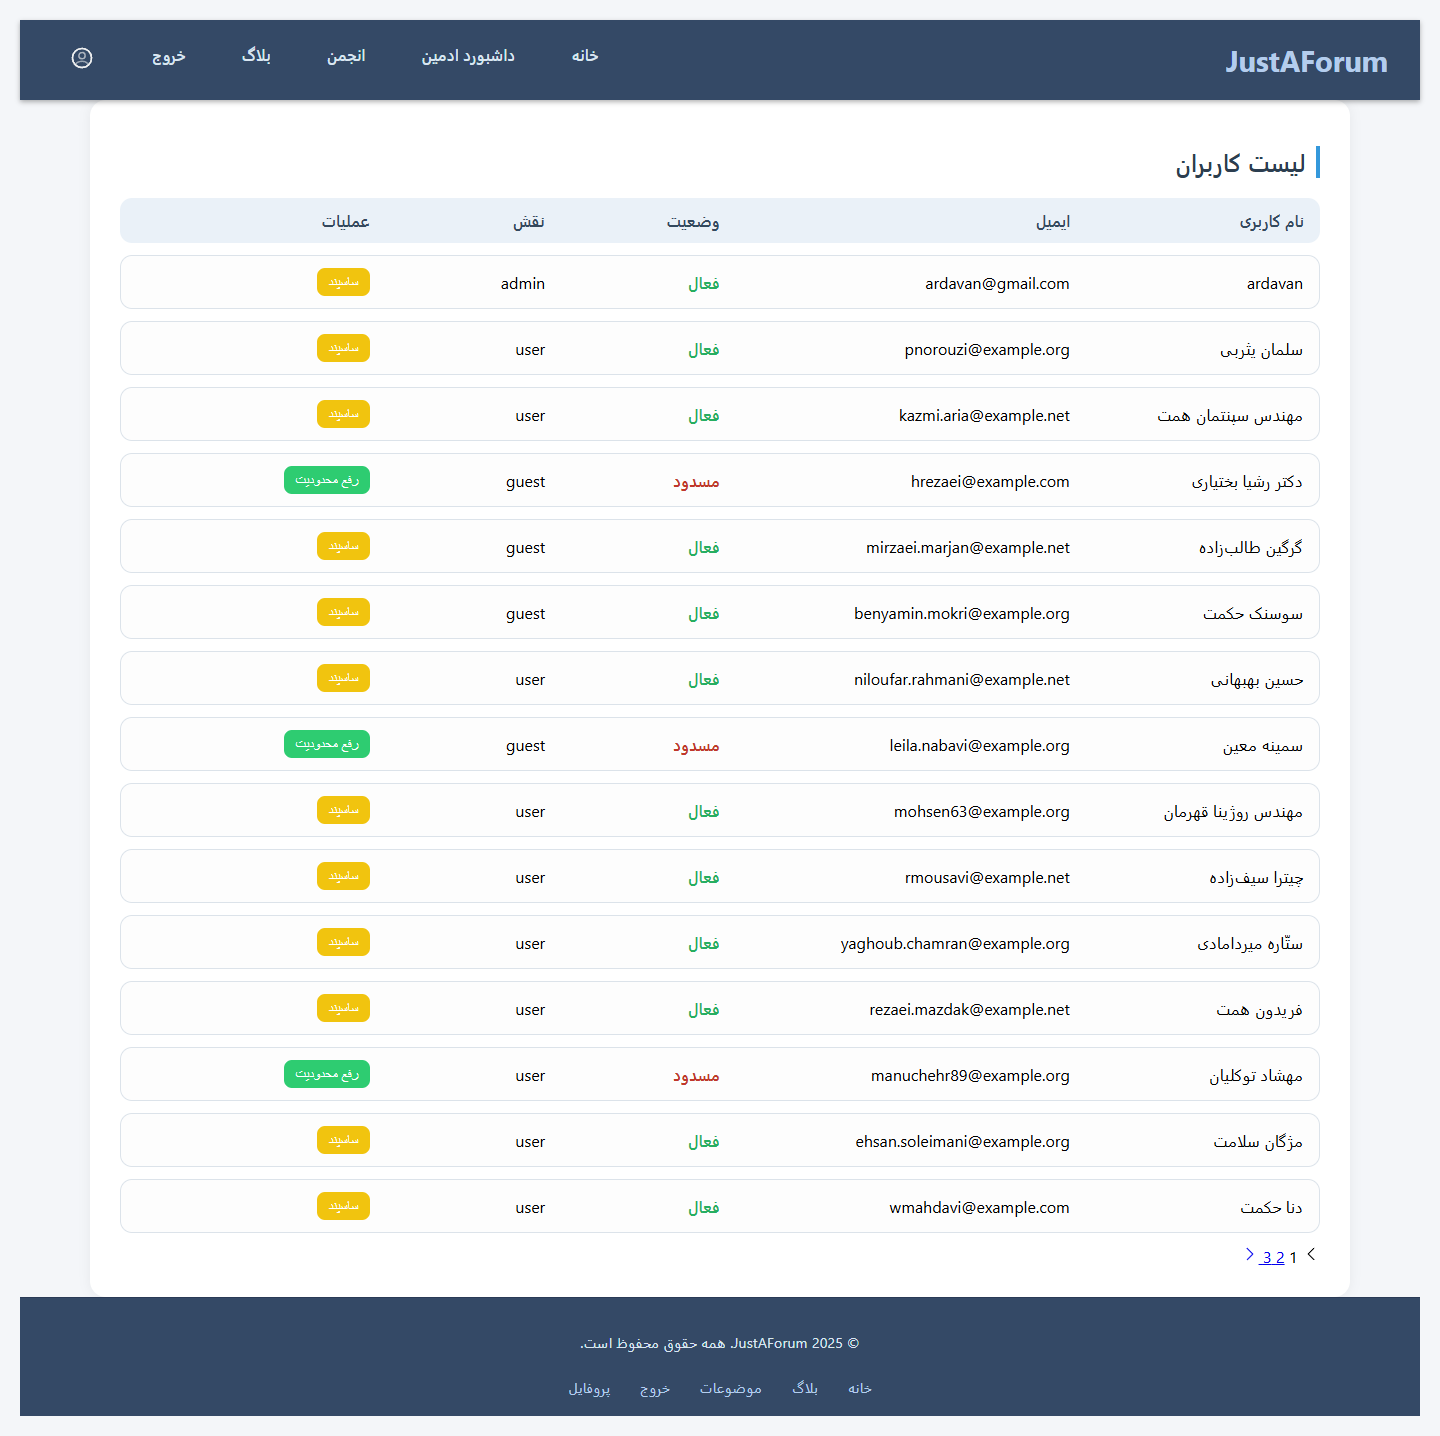 JustAForum خانه داشبورد ادمین انجمن بلاگ خروج
لیست کاربران
نام کاربری ایمیل وضعیت نقش عملیات
ardavan ardavan@gmail.com فعال admin ساسپند
سلمان یثربی pnorouzi@example.org فعال user ساسپند
مهندس سپنتمان همت kazmi.aria@example.net فعال user ساسپند
دکتر رشیا بختیاری hrezaei@example.com مسدود guest رفع محدودیت
گرگین طالب‌زاده mirzaei.marjan@example.net فعال guest ساسپند
سوسنک حکمت benyamin.mokri@example.org فعال guest ساسپند
حسین بهبهانی niloufar.rahmani@example.net فعال user ساسپند
سمینه معین leila.nabavi@example.org مسدود guest رفع محدودیت
مهندس روژینا قهرمان mohsen63@example.org فعال user ساسپند
چیترا سیف‌زاده rmousavi@example.net فعال user ساسپند
ستّاره میردامادی yaghoub.chamran@example.org فعال user ساسپند
فریدون همت rezaei.mazdak@example.net فعال user ساسپند
مهشاد توکلیان manuchehr89@example.org مسدود user رفع محدودیت
مژگان سلامت ehsan.soleimani@example.org فعال user ساسپند
دنا حکمت wmahdavi@example.com فعال user ساسپند
1 2 3
© 2025 JustAForum. همه حقوق محفوظ است.
خانه بلاگ موضوعات خروج پروفایل